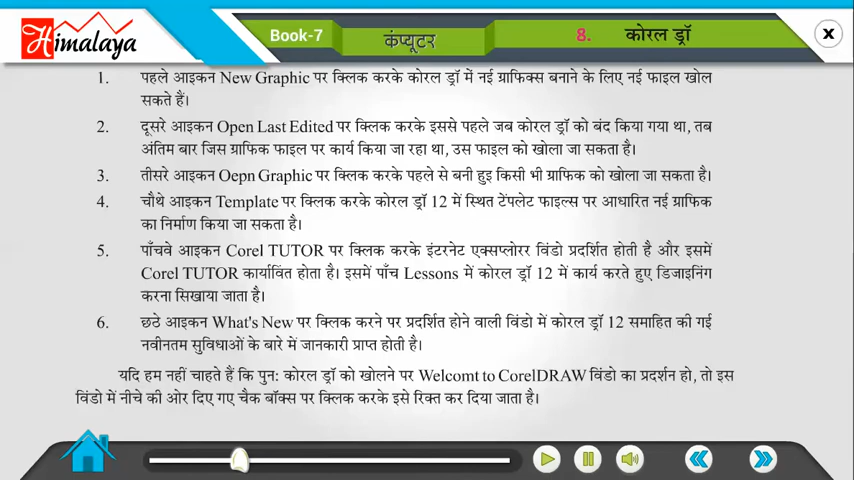 Himalaya
Book-7
कंप्यूटर
8. कोरल ड्रॉ
X
1. पहले आइकन New Graphic पर क्लिक करके कोरल ड्रॉ में नई ग्राफिक्स बनाने के लिए नई फाइल खोल
सकते हैं।
2. दूसरे आइकन Open Last Edited पर क्लिक करके इससे पहले जब कोरल ड्रॉ को बंद किया गया था, तब
अंतिम बार जिस ग्राफिक फाइल पर कार्य किया जा रहा था, उस फाइल को खोला जा सकता है।
3. तीसरे आइकन Oepn Graphic पर क्लिक करके पहले से बनी हुइ किसी भी ग्राफिक को खोला जा सकता है।
4. चौथे आइकन Template पर क्लिक करके कोरल ड्रॉ 12 में स्थित टेंपलेट फाइल्स पर आधारित नई ग्राफिक
का निर्माण किया जा सकता है।
5. पाँचवे आइकन Corel TUTOR पर क्लिक करके इंटरनेट एक्सप्लोरर विंडो प्रदर्शित होती है और इसमें
Corel TUTOR कार्यावित होता है। इसमें पाँच Lessons में कोरल ड्रॉ 12 में कार्य करते हुए डिजाइनिंग
करना सिखाया जाता है।
6. छठे आइकन What's New पर क्लिक करने पर प्रदर्शित होने वाली विंडो में कोरल ड्रॉ 12 समाहित की गई
नवीनतम सुविधाओं के बारे में जानकारी प्राप्त होती है।
यदि हम नहीं चाहते हैं कि पुन: कोरल ड्रॉ को खोलने पर Welcomt to CorelDRAW विंडो का प्रदर्शन हो, तो इस
विंडो में नीचे की ओर दिए गए चैक बॉक्स पर क्लिक करके इसे रिक्त कर दिया जाता है।